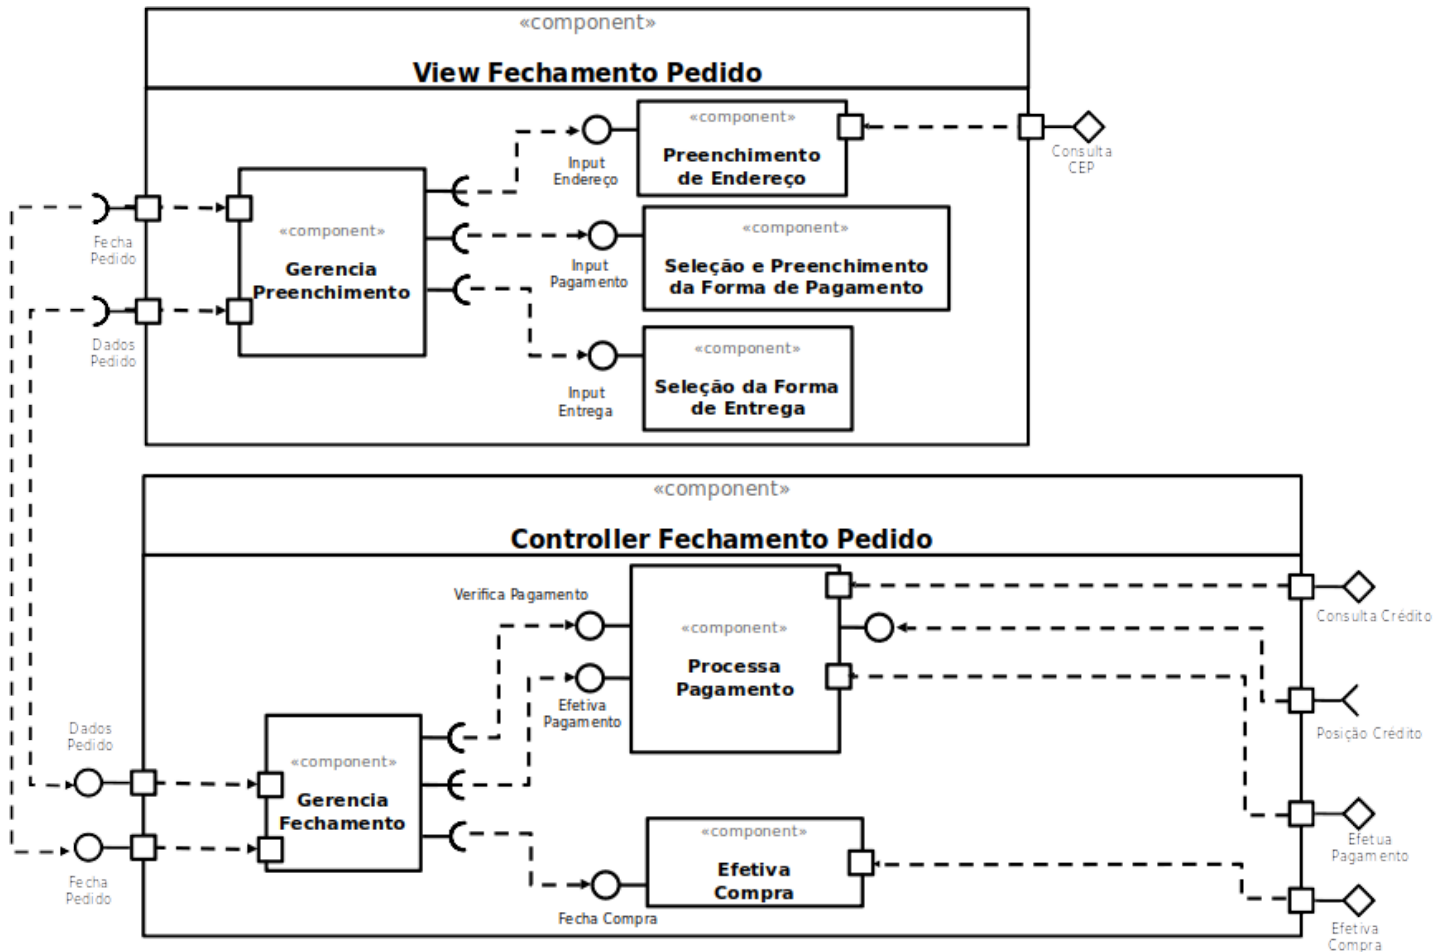 «component»
View Fechamento Pedido
«component»
Preenchimento
de Endereço
Input
Endereço
Consulta
CEP
«component»
Gerencia
Preenchimento
Fecha
Pedido
Dados
Pedido
«component»
Seleção e Preenchimento
da Forma de Pagamento
Input
Pagamento
«component»
Seleção da Forma
de Entrega
Input
Entrega
«component»
Controller Fechamento Pedido
Verifica Pagamento
«component»
Processa
Pagamento
Efetiva
Pagamento
Consulta Crédito
Posição Crédito
Dados
Pedido
«component»
Gerencia
Fechamento
Fecha
Pedido
«component»
Efetiva
Compra
Fecha Compra
Efetua
Pagamento
Efetiva
Compra